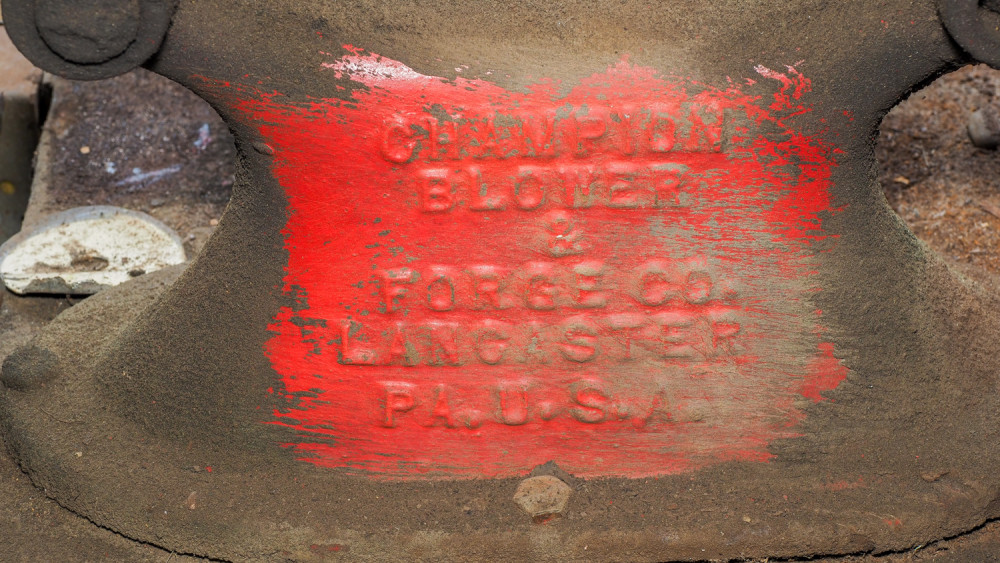 CHAMPION
BLOWER
&
FORGE CO.
LANCASTER
PA. U.S.A.